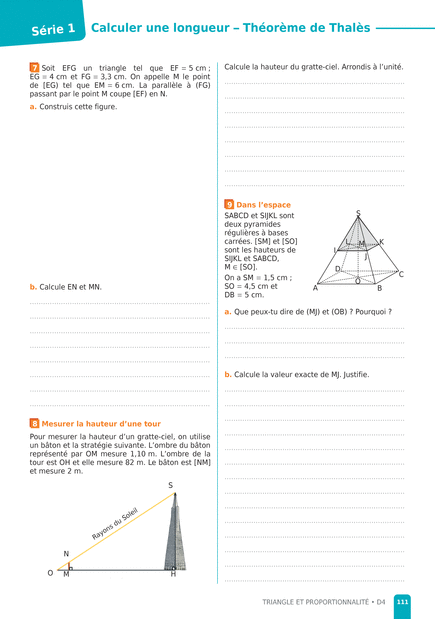 Série 1
Calculer une longueur – Théorème de Thalès
7 Soit EFG un triangle tel que EF = 5 cm ;
EG = 4 cm et FG = 3,3 cm. On appelle M le point
de [EG) tel que EM = 6 cm. La parallèle à (FG)
passant par le point M coupe [EF) en N.
a. Construis cette figure.
b. Calcule EN et MN.
8 Mesurer la hauteur d'une tour
Pour mesurer la hauteur d'un gratte-ciel, on utilise
un bâton et la stratégie suivante. L'ombre du bâton
représenté par OM mesure 1,10 m. L'ombre de la
tour est OH et elle mesure 82 m. Le bâton est [NM]
et mesure 2 m.
S
Rayons du Soleil
N
O
M
H
Calcule la hauteur du gratte-ciel. Arrondis à l'unité.
9 Dans l'espace
SABCD et SIJKL sont
deux pyramides
régulières à bases
carrées. [SM] et [SO]
sont les hauteurs de
SIJKL et SABCD,
M ∈ [SO].
On a SM = 1,5 cm ;
SO = 4,5 cm et
DB = 5 cm.
S
L
M
K
I
J
D
C
O
A
B
a. Que peux-tu dire de (MJ) et (OB) ? Pourquoi ?
b. Calcule la valeur exacte de MJ. Justifie.
TRIANGLE ET PROPORTIONNALITÉ • D4
111